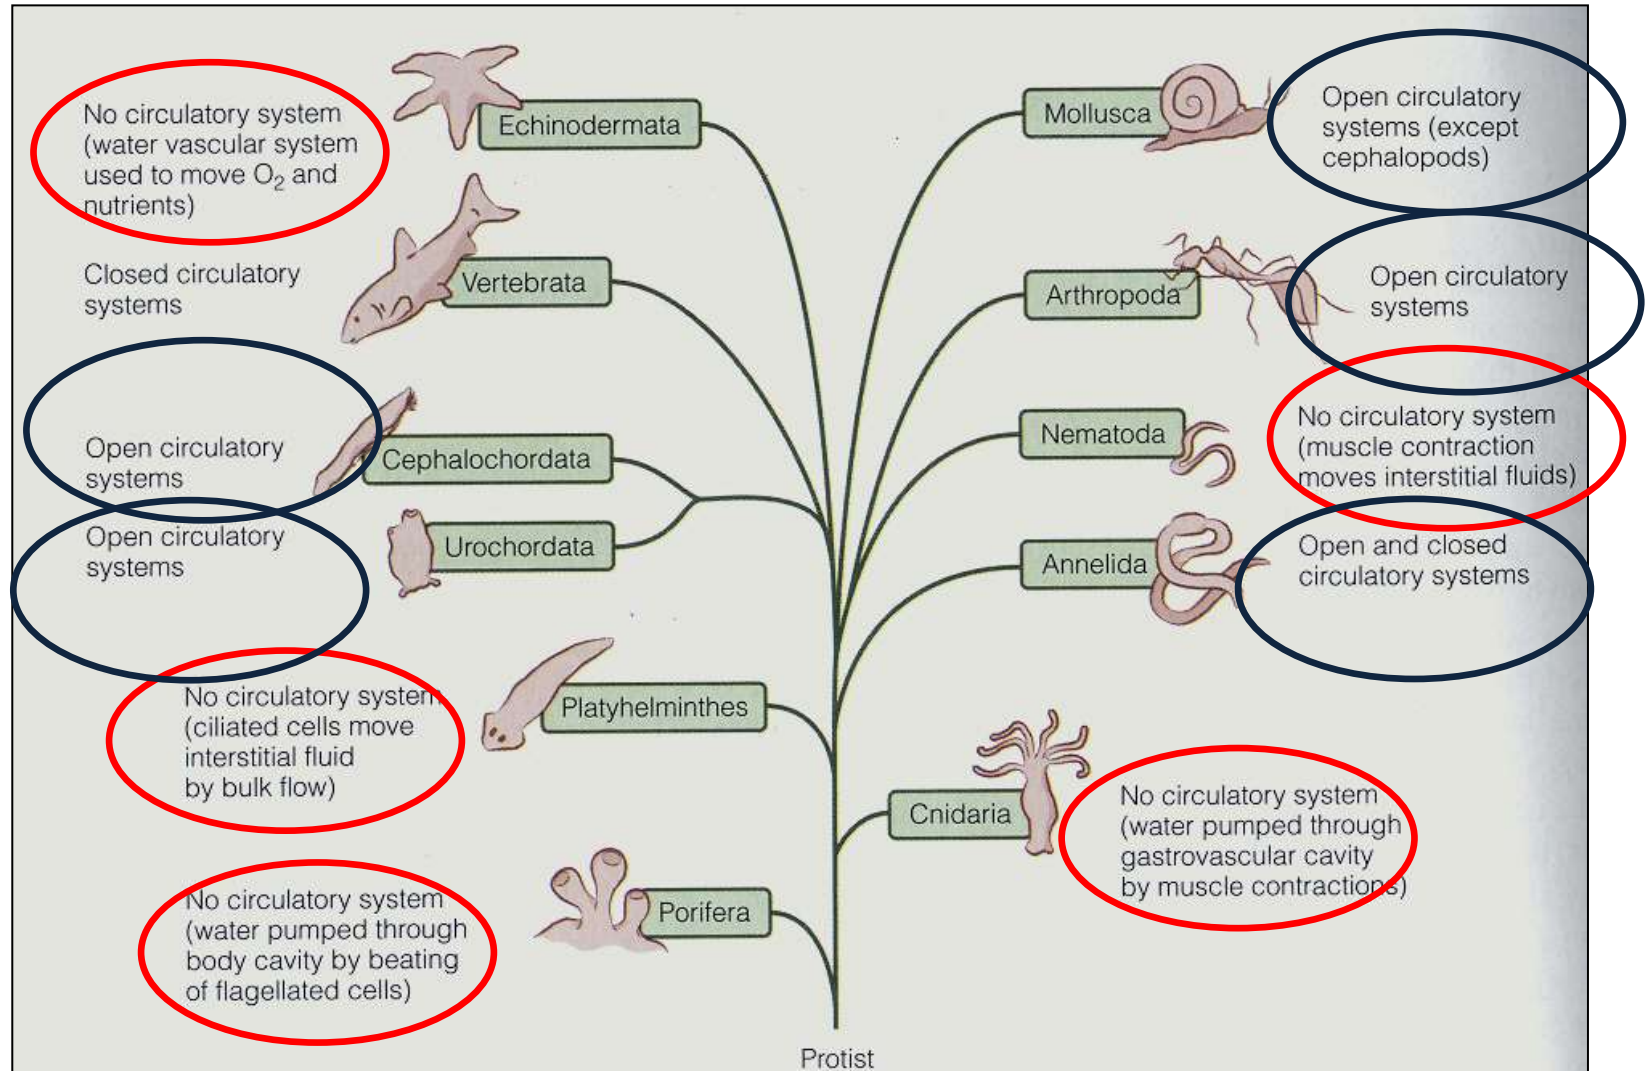 No circulatory system
(water vascular system
used to move O₂ and
nutrients)
Echinodermata
Closed circulatory
systems
Vertebrata
Open circulatory
systems
Cephalochordata
Open circulatory
systems
Urochordata
No circulatory system
(ciliated cells move
interstitial fluid
by bulk flow)
Platyhelminthes
No circulatory system
(water pumped through
body cavity by beating
of flagellated cells)
Porifera
Mollusca
Open circulatory
systems (except
cephalopods)
Arthropoda
Open circulatory
systems
Nematoda
No circulatory system
(muscle contraction
moves interstitial fluids)
Annelida
Open and closed
circulatory systems
Cnidaria
No circulatory system
(water pumped through
gastrovascular cavity
by muscle contractions)
Protist